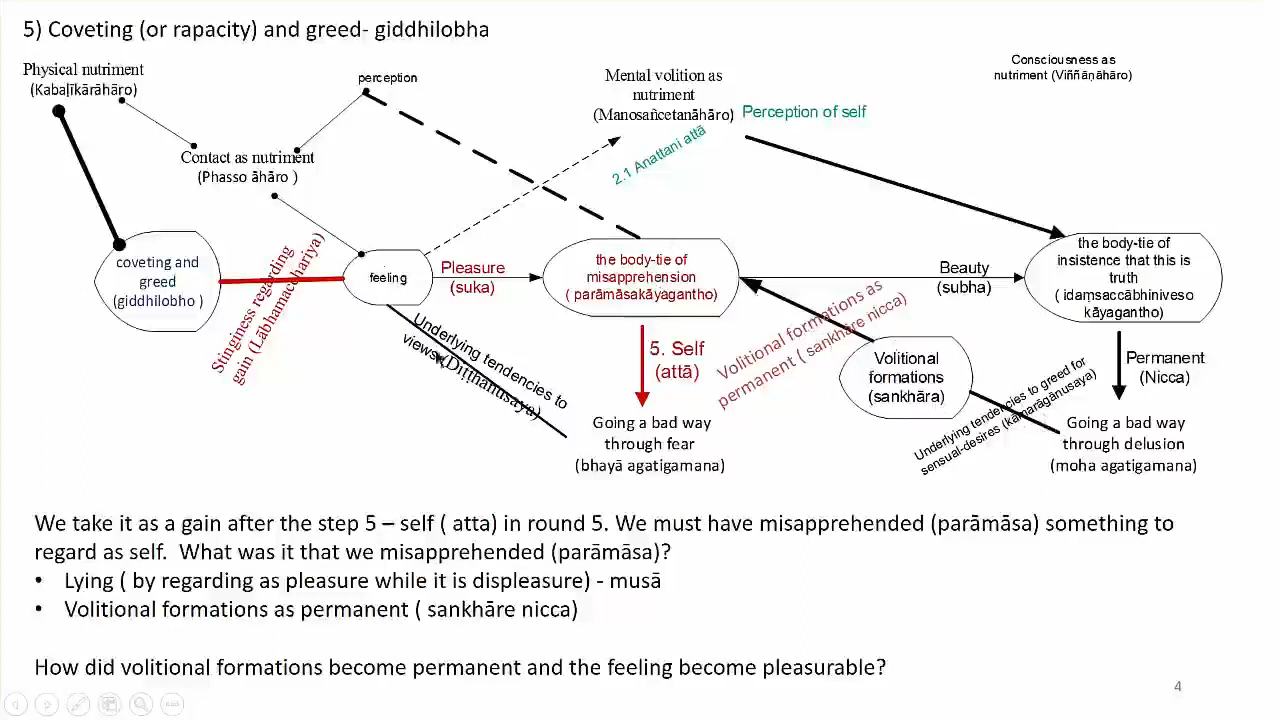 5) Coveting (or rapacity) and greed- giddhilobha
Physical nutriment
(Kabaḷīkārāhāro)
perception
Mental volition as
nutriment
(Manosañcetanāhāro)
Perception of self
Consciousness as
nutriment (Viññāṇāhāro)
2.1 Anattani attā
Contact as nutriment
(Phasso āhāro )
coveting and
greed
(giddhilobho )
Stinginess regarding
gain (Lābhamacchariya)
feeling
Pleasure
(suka)
the body-tie of
misapprehension
( parāmāsakāyagantho)
Beauty
(subha)
the body-tie of
insistence that this is
truth
( idaṃsaccābhiniveso
kāyagantho)
Underlying tendencies to
views (Diṭṭhānusaya)
5. Self
(attā)
Volitional formations as
permanent ( sankhāre nicca)
Volitional
formations
(sankhāra)
Permanent
(Nicca)
Underlying tendencies to greed for
sensual-desires (kāmarāgānusaya)
Going a bad way
through fear
(bhayā agatigamana)
Going a bad way
through delusion
(moha agatigamana)
We take it as a gain after the step 5 – self ( atta) in round 5. We must have misapprehended (parāmāsa) something to
regard as self.  What was it that we misapprehended (parāmāsa)?
• Lying ( by regarding as pleasure while it is displeasure) - musā
• Volitional formations as permanent ( sankhāre nicca)
How did volitional formations become permanent and the feeling become pleasurable?
4